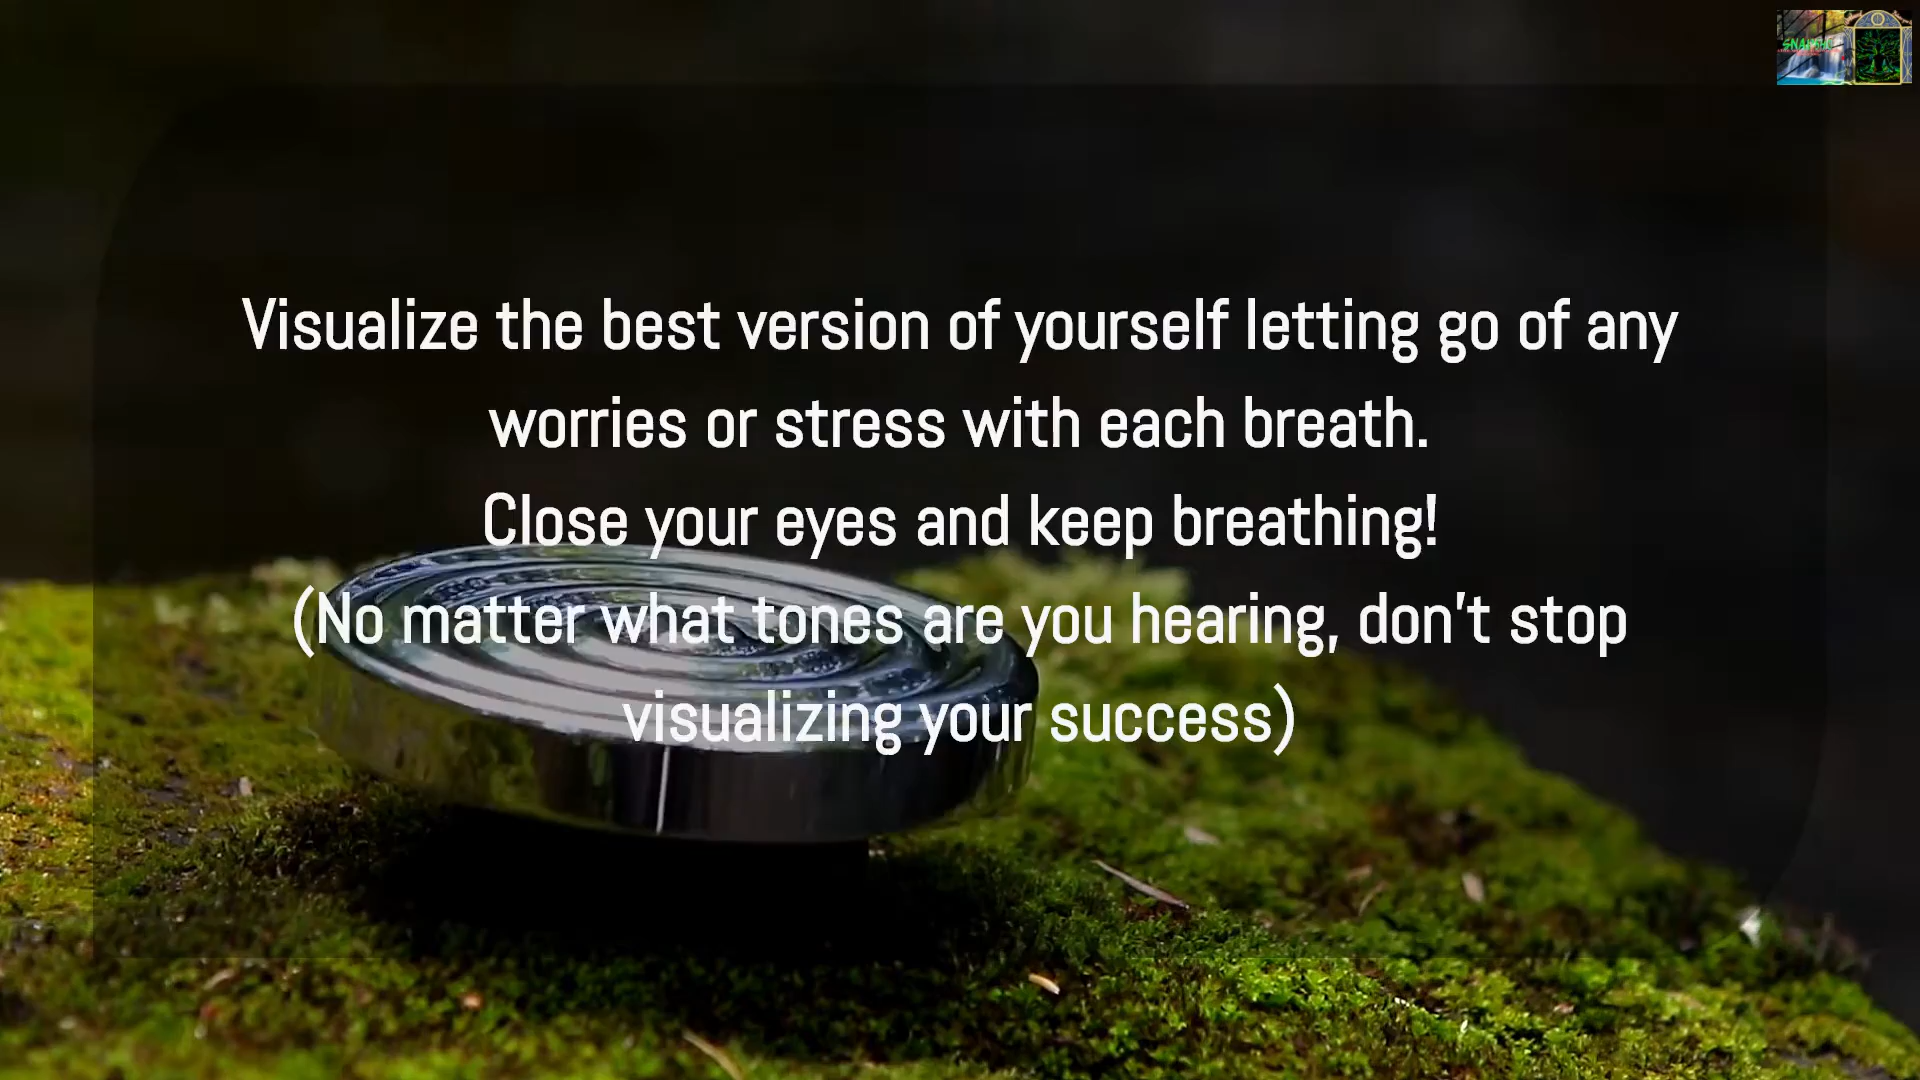 Visualize the best version of yourself letting go of any
worries or stress with each breath.
Close your eyes and keep breathing!
(No matter what tones are you hearing, don't stop
visualizing your success)